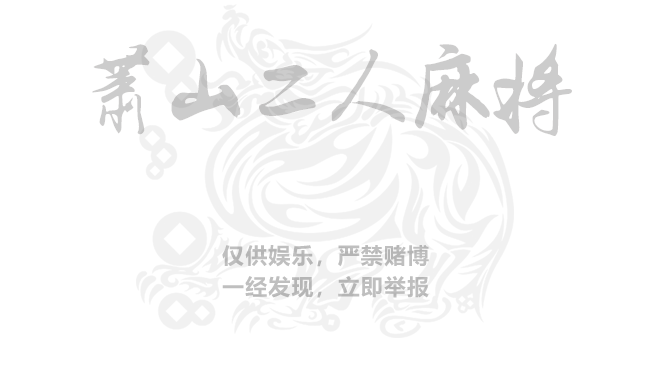 萧山二人麻将
仅供娱乐，严禁赌博
一经发现，立即举报